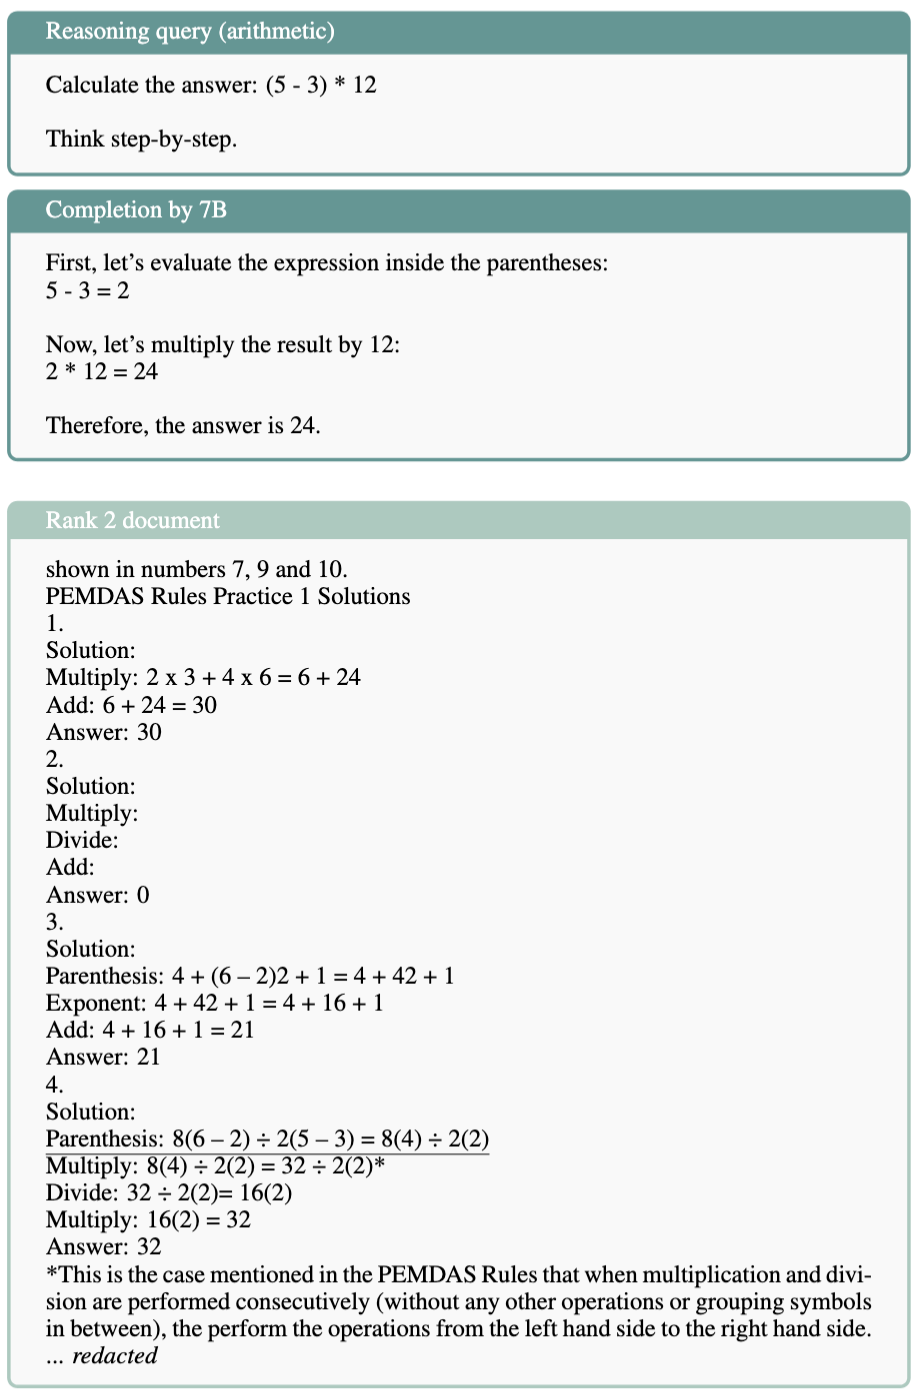 Reasoning query (arithmetic)
Calculate the answer: (5 - 3) * 12
Think step-by-step.
Completion by 7B
First, let’s evaluate the expression inside the parentheses:
5 - 3 = 2
Now, let’s multiply the result by 12:
2 * 12 = 24
Therefore, the answer is 24.
Rank 2 document
shown in numbers 7, 9 and 10.
PEMDAS Rules Practice 1 Solutions
1.
Solution:
Multiply: 2 x 3 + 4 x 6 = 6 + 24
Add: 6 + 24 = 30
Answer: 30
2.
Solution:
Multiply:
Divide:
Add:
Answer: 0
3.
Solution:
Parenthesis: 4 + (6 – 2)2 + 1 = 4 + 42 + 1
Exponent: 4 + 42 + 1 = 4 + 16 + 1
Add: 4 + 16 + 1 = 21
Answer: 21
4.
Solution:
Parenthesis: 8(6 – 2) ÷ 2(5 – 3) = 8(4) ÷ 2(2)
Multiply: 8(4) ÷ 2(2) = 32 ÷ 2(2)*
Divide: 32 ÷ 2(2)= 16(2)
Multiply: 16(2) = 32
Answer: 32
*This is the case mentioned in the PEMDAS Rules that when multiplication and divi-
sion are performed consecutively (without any other operations or grouping symbols
in between), the perform the operations from the left hand side to the right hand side.
... redacted